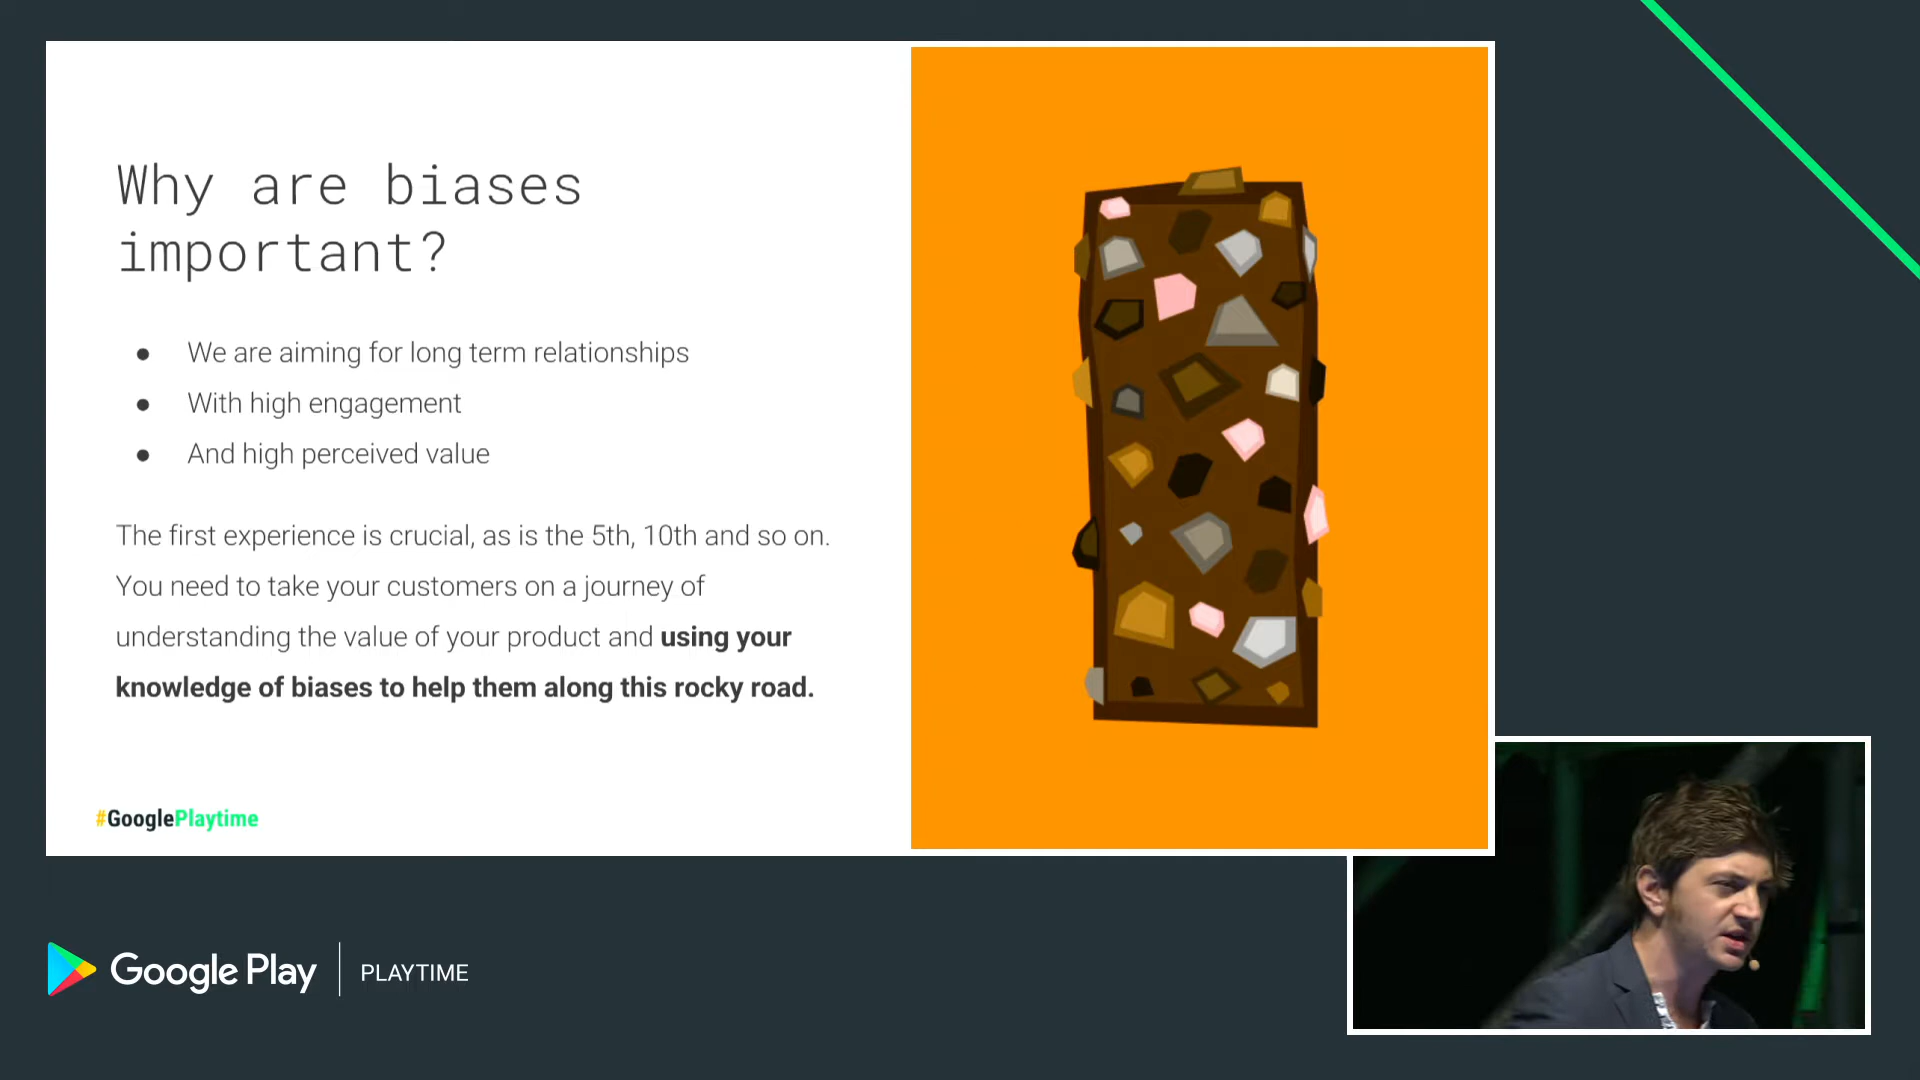 Why are biases
important?
● We are aiming for long term relationships
● With high engagement
● And high perceived value
The first experience is crucial, as is the 5th, 10th and so on.
You need to take your customers on a journey of
understanding the value of your product and using your
knowledge of biases to help them along this rocky road.
#GooglePlaytime
Google Play | PLAYTIME